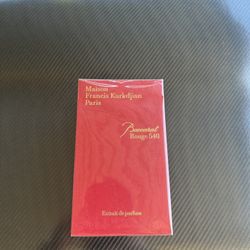 Maison
Francis Kurkdjian
Paris
Baccarat
Rouge 540
Extrait de parfum